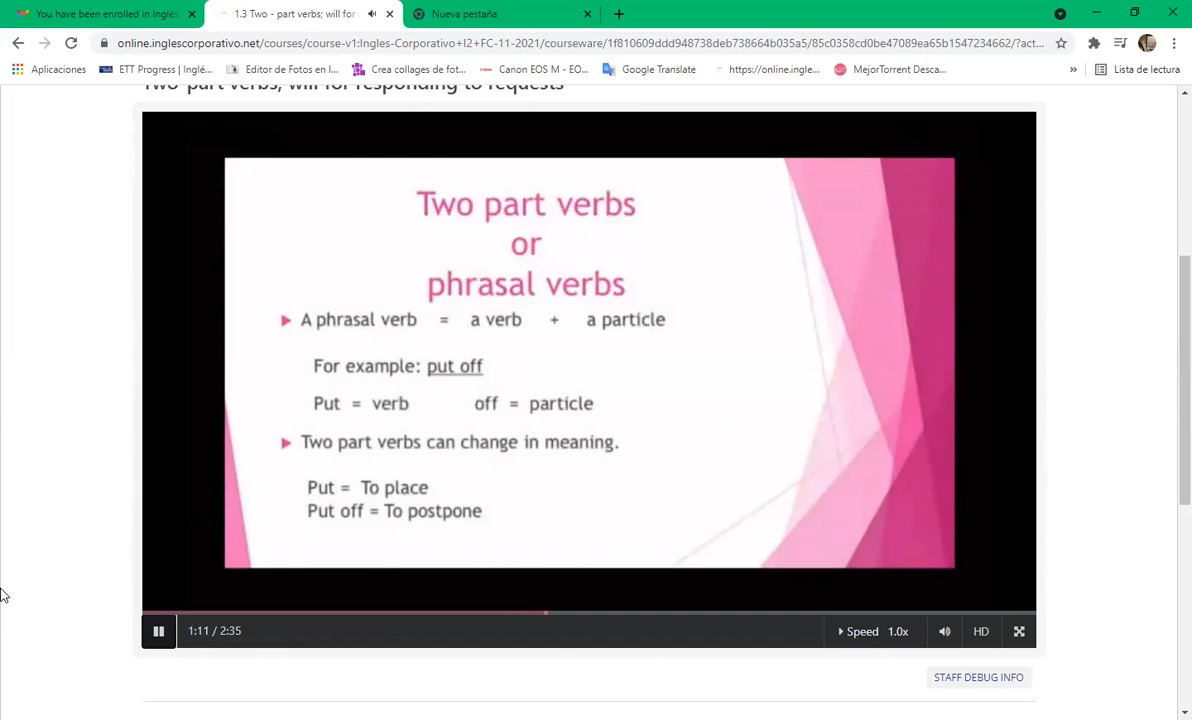 You have been enrolled in Inglés
1.3 Two - part verbs; will for
Nueva pestaña
online.inglescorporativo.net/courses/course-v1:Ingles-Corporativo+I2+FC-11-2021/courseware/1f810609ddd948738deb738664b035a5/85c0358cd0be47089ea65b1547234662/?act...
Aplicaciones
ETT Progress | Inglé...
Editor de Fotos en l...
Crea collages de fot...
Canon EOS M - EO...
Google Translate
https://online.ingle...
MejorTorrent Desca...
»
Lista de lectura
Two-part verbs; will for responding to requests
Two part verbs
or
phrasal verbs
A phrasal verb = a verb + a particle
For example: put off
Put = verb off = particle
Two part verbs can change in meaning.
Put = To place
Put off = To postpone
1:11 / 2:35
Speed 1.0x
HD
STAFF DEBUG INFO